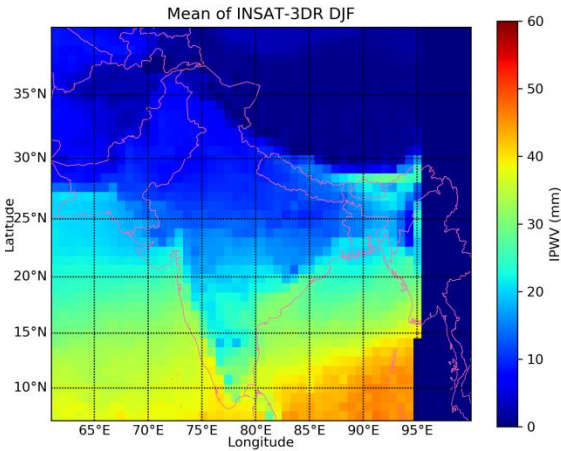 Mean of INSAT-3DR DJF
35°N
30°N
25°N
20°N
15°N
10°N
Latitude
65°E 70°E 75°E 80°E 85°E 90°E 95°E
Longitude
60
50
40
30
20
10
0
IPWV (mm)